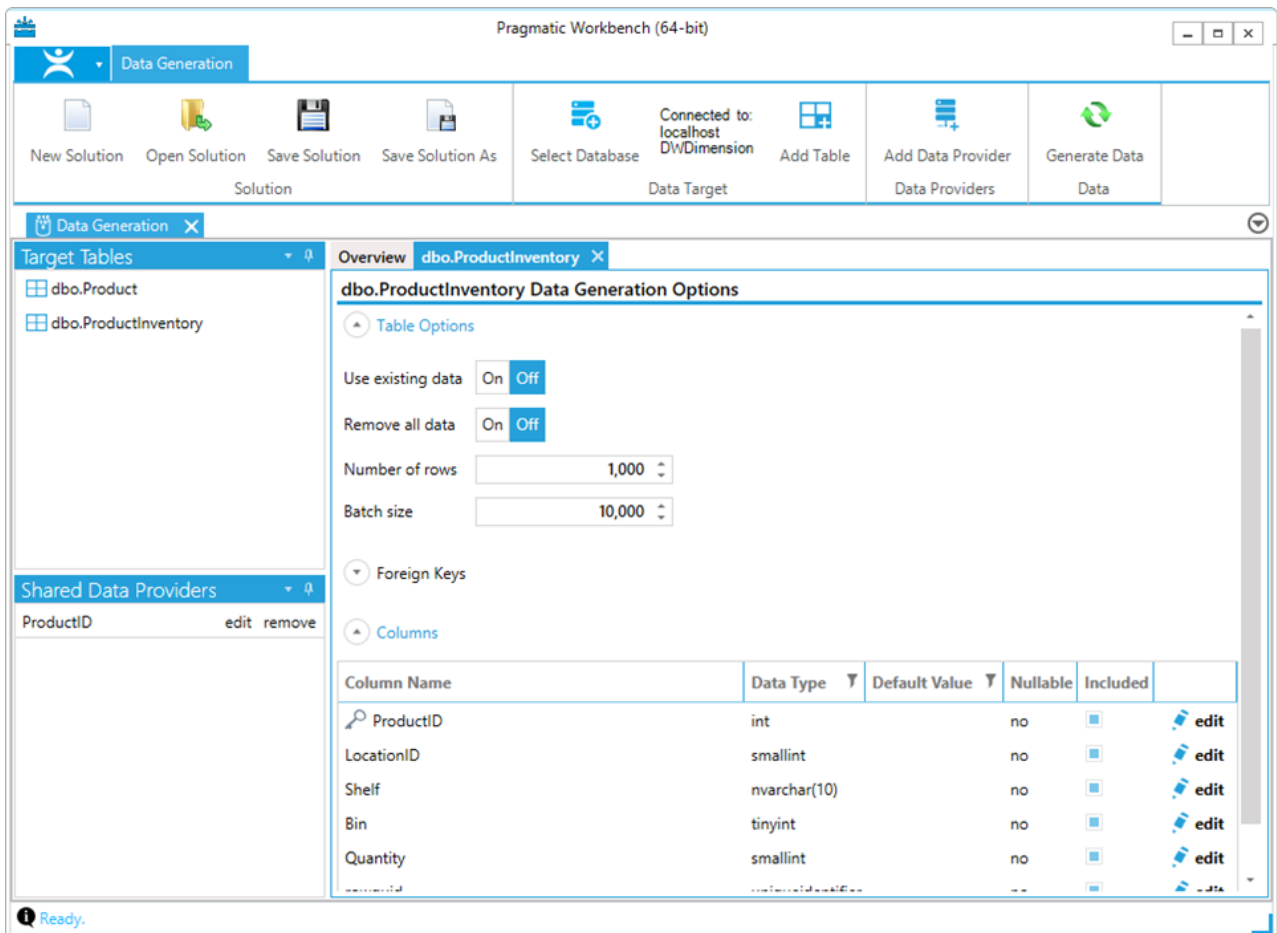 Pragmatic Workbench (64-bit)
Data Generation
New Solution
Open Solution
Save Solution
Save Solution As
Select Database
Connected to:
localhost
DWDimension
Add Table
Add Data Provider
Generate Data
Solution
Data Target
Data Providers
Data
Data Generation
Target Tables
dbo.Product
dbo.ProductInventory
Shared Data Providers
ProductID edit remove
Overview dbo.ProductInventory
dbo.ProductInventory Data Generation Options
Table Options
Use existing data On Off
Remove all data On Off
Number of rows 1,000
Batch size 10,000
Foreign Keys
Columns
Column Name Data Type Default Value Nullable Included
ProductID int no edit
LocationID smallint no edit
Shelf nvarchar(10) no edit
Bin tinyint no edit
Quantity smallint no edit
Ready.